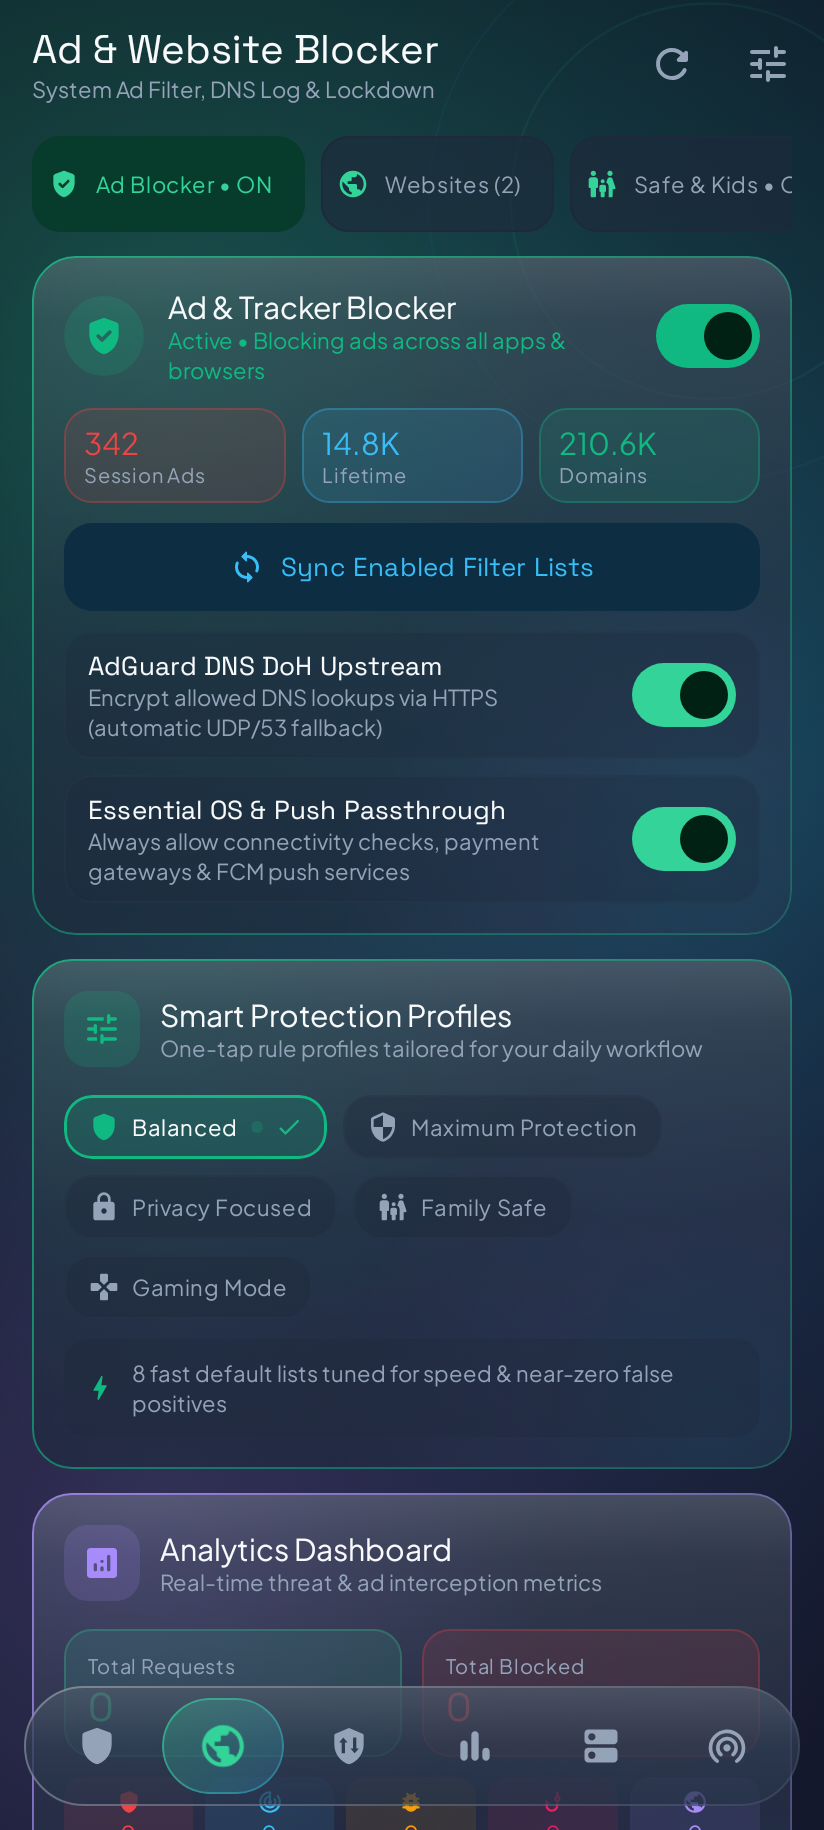 Ad & Website Blocker
System Ad Filter, DNS Log & Lockdown
Ad Blocker • ON
Websites (2)
Safe & Kids •
Ad & Tracker Blocker
Active • Blocking ads across all apps &
browsers
342
14.8K
210.6K
Session Ads
Lifetime
Domains
Sync Enabled Filter Lists
AdGuard DNS DoH Upstream
Encrypt allowed DNS lookups via HTTPS
(automatic UDP/53 fallback)
Essential OS & Push Passthrough
Always allow connectivity checks, payment
gateways & FCM push services
Smart Protection Profiles
One-tap rule profiles tailored for your daily workflow
Balanced
Maximum Protection
Privacy Focused
Family Safe
Gaming Mode
8 fast default lists tuned for speed & near-zero false
positives
Analytics Dashboard
Real-time threat & ad interception metrics
Total Requests
Total Blocked
0
0